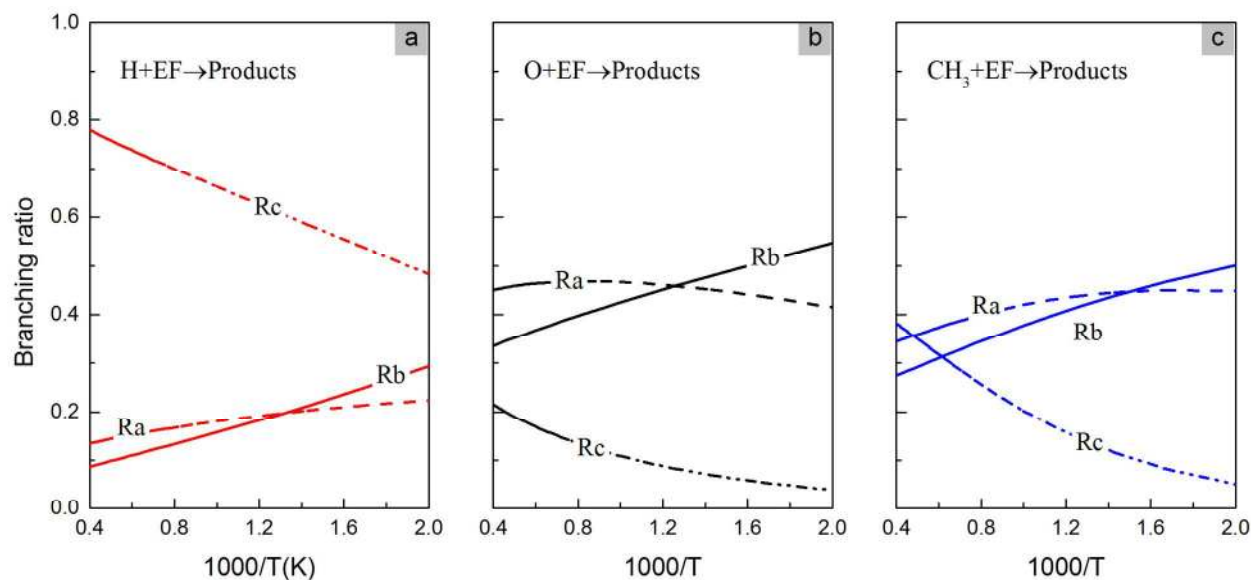 Branching ratio
1.0
0.8
0.6
0.4
0.2
0.0
a
H+EF→Products
Rc
Rb
Ra
0.4 0.8 1.2 1.6 2.0
1000/T(K)
b
O+EF→Products
Rb
Ra
Rc
0.4 0.8 1.2 1.6 2.0
1000/T
c
CH₃+EF→Products
Ra
Rb
Rc
0.4 0.8 1.2 1.6 2.0
1000/T